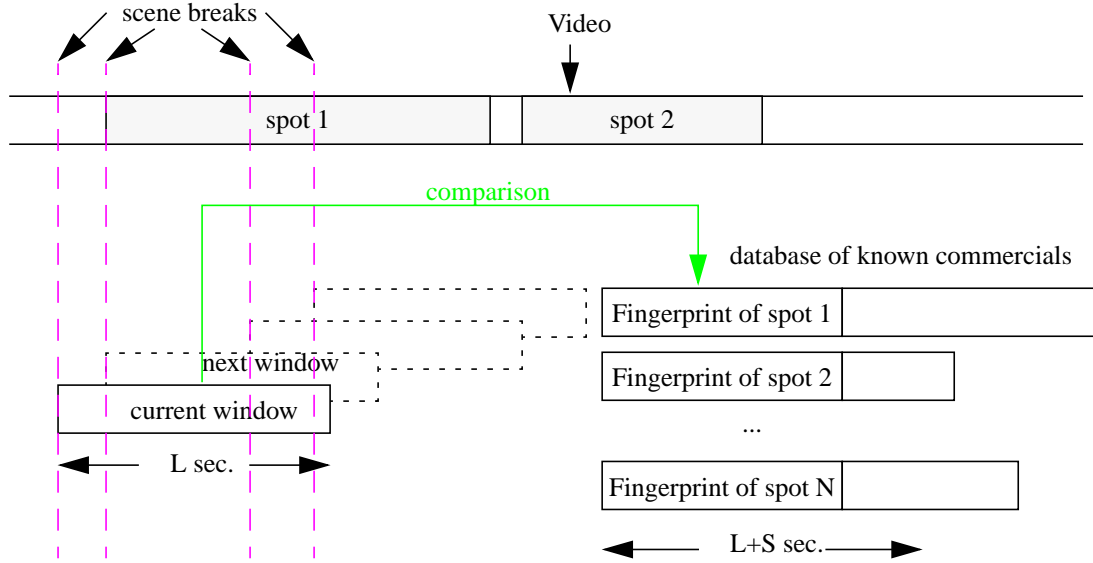 scene breaks
Video
spot 1
spot 2
comparison
database of known commercials
Fingerprint of spot 1
next window
Fingerprint of spot 2
current window
...
L sec.
Fingerprint of spot N
L+S sec.